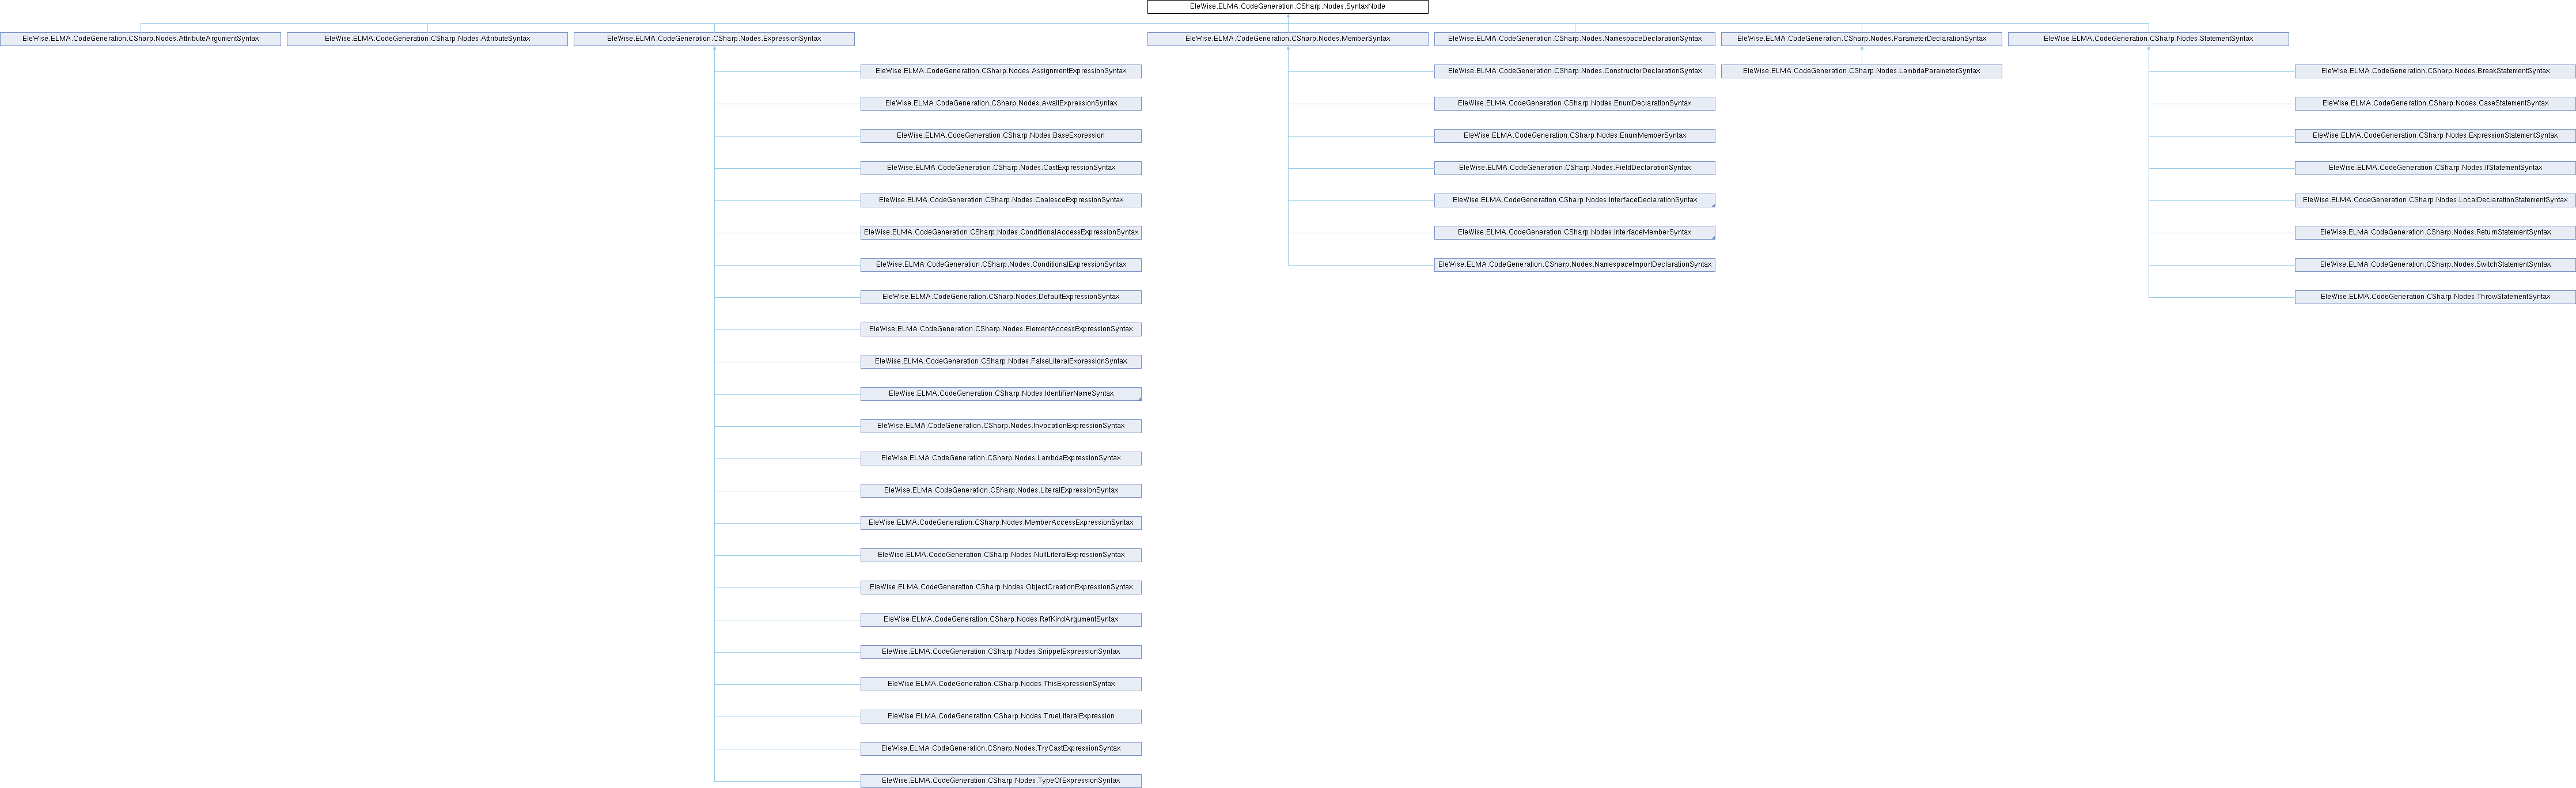 EleWise.ELMA.CodeGeneration.CSharp.Nodes.SyntaxNode
EleWise.ELMA.CodeGeneration.CSharp.Nodes.AttributeArgumentSyntax
EleWise.ELMA.CodeGeneration.CSharp.Nodes.AttributeSyntax
EleWise.ELMA.CodeGeneration.CSharp.Nodes.ExpressionSyntax
EleWise.ELMA.CodeGeneration.CSharp.Nodes.MemberSyntax
EleWise.ELMA.CodeGeneration.CSharp.Nodes.NamespaceDeclarationSyntax
EleWise.ELMA.CodeGeneration.CSharp.Nodes.ParameterDeclarationSyntax
EleWise.ELMA.CodeGeneration.CSharp.Nodes.StatementSyntax
EleWise.ELMA.CodeGeneration.CSharp.Nodes.AssignmentExpressionSyntax
EleWise.ELMA.CodeGeneration.CSharp.Nodes.AwaitExpressionSyntax
EleWise.ELMA.CodeGeneration.CSharp.Nodes.BaseExpression
EleWise.ELMA.CodeGeneration.CSharp.Nodes.CastExpressionSyntax
EleWise.ELMA.CodeGeneration.CSharp.Nodes.CoalesceExpressionSyntax
EleWise.ELMA.CodeGeneration.CSharp.Nodes.ConditionalAccessExpressionSyntax
EleWise.ELMA.CodeGeneration.CSharp.Nodes.ConditionalExpressionSyntax
EleWise.ELMA.CodeGeneration.CSharp.Nodes.DefaultExpressionSyntax
EleWise.ELMA.CodeGeneration.CSharp.Nodes.ElementAccessExpressionSyntax
EleWise.ELMA.CodeGeneration.CSharp.Nodes.FalseLiteralExpressionSyntax
EleWise.ELMA.CodeGeneration.CSharp.Nodes.IdentifierNameSyntax
EleWise.ELMA.CodeGeneration.CSharp.Nodes.InvocationExpressionSyntax
EleWise.ELMA.CodeGeneration.CSharp.Nodes.LambdaExpressionSyntax
EleWise.ELMA.CodeGeneration.CSharp.Nodes.LiteralExpressionSyntax
EleWise.ELMA.CodeGeneration.CSharp.Nodes.MemberAccessExpressionSyntax
EleWise.ELMA.CodeGeneration.CSharp.Nodes.NullLiteralExpressionSyntax
EleWise.ELMA.CodeGeneration.CSharp.Nodes.ObjectCreationExpressionSyntax
EleWise.ELMA.CodeGeneration.CSharp.Nodes.RefKindArgumentSyntax
EleWise.ELMA.CodeGeneration.CSharp.Nodes.SnippetExpressionSyntax
EleWise.ELMA.CodeGeneration.CSharp.Nodes.ThisExpressionSyntax
EleWise.ELMA.CodeGeneration.CSharp.Nodes.TrueLiteralExpression
EleWise.ELMA.CodeGeneration.CSharp.Nodes.TryCastExpressionSyntax
EleWise.ELMA.CodeGeneration.CSharp.Nodes.TypeOfExpressionSyntax
EleWise.ELMA.CodeGeneration.CSharp.Nodes.ConstructorDeclarationSyntax
EleWise.ELMA.CodeGeneration.CSharp.Nodes.EnumDeclarationSyntax
EleWise.ELMA.CodeGeneration.CSharp.Nodes.EnumMemberSyntax
EleWise.ELMA.CodeGeneration.CSharp.Nodes.FieldDeclarationSyntax
EleWise.ELMA.CodeGeneration.CSharp.Nodes.InterfaceDeclarationSyntax
EleWise.ELMA.CodeGeneration.CSharp.Nodes.InterfaceMemberSyntax
EleWise.ELMA.CodeGeneration.CSharp.Nodes.NamespaceImportDeclarationSyntax
EleWise.ELMA.CodeGeneration.CSharp.Nodes.LambdaParameterSyntax
EleWise.ELMA.CodeGeneration.CSharp.Nodes.BreakStatementSyntax
EleWise.ELMA.CodeGeneration.CSharp.Nodes.CaseStatementSyntax
EleWise.ELMA.CodeGeneration.CSharp.Nodes.ExpressionStatementSyntax
EleWise.ELMA.CodeGeneration.CSharp.Nodes.IfStatementSyntax
EleWise.ELMA.CodeGeneration.CSharp.Nodes.LocalDeclarationStatementSyntax
EleWise.ELMA.CodeGeneration.CSharp.Nodes.ReturnStatementSyntax
EleWise.ELMA.CodeGeneration.CSharp.Nodes.SwitchStatementSyntax
EleWise.ELMA.CodeGeneration.CSharp.Nodes.ThrowStatementSyntax